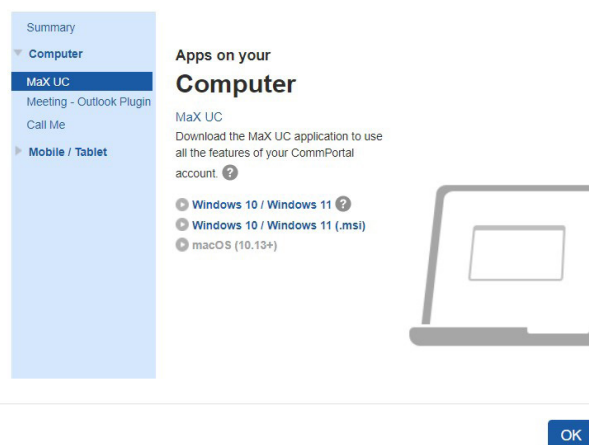 Summary
Computer
MaX UC
Meeting - Outlook Plugin
Call Me
Mobile / Tablet
Apps on your
Computer
MaX UC
Download the MaX UC application to use
all the features of your CommPortal
account. ?
Windows 10 / Windows 11 ?
Windows 10 / Windows 11 (.msi)
macOS (10.13+)
OK